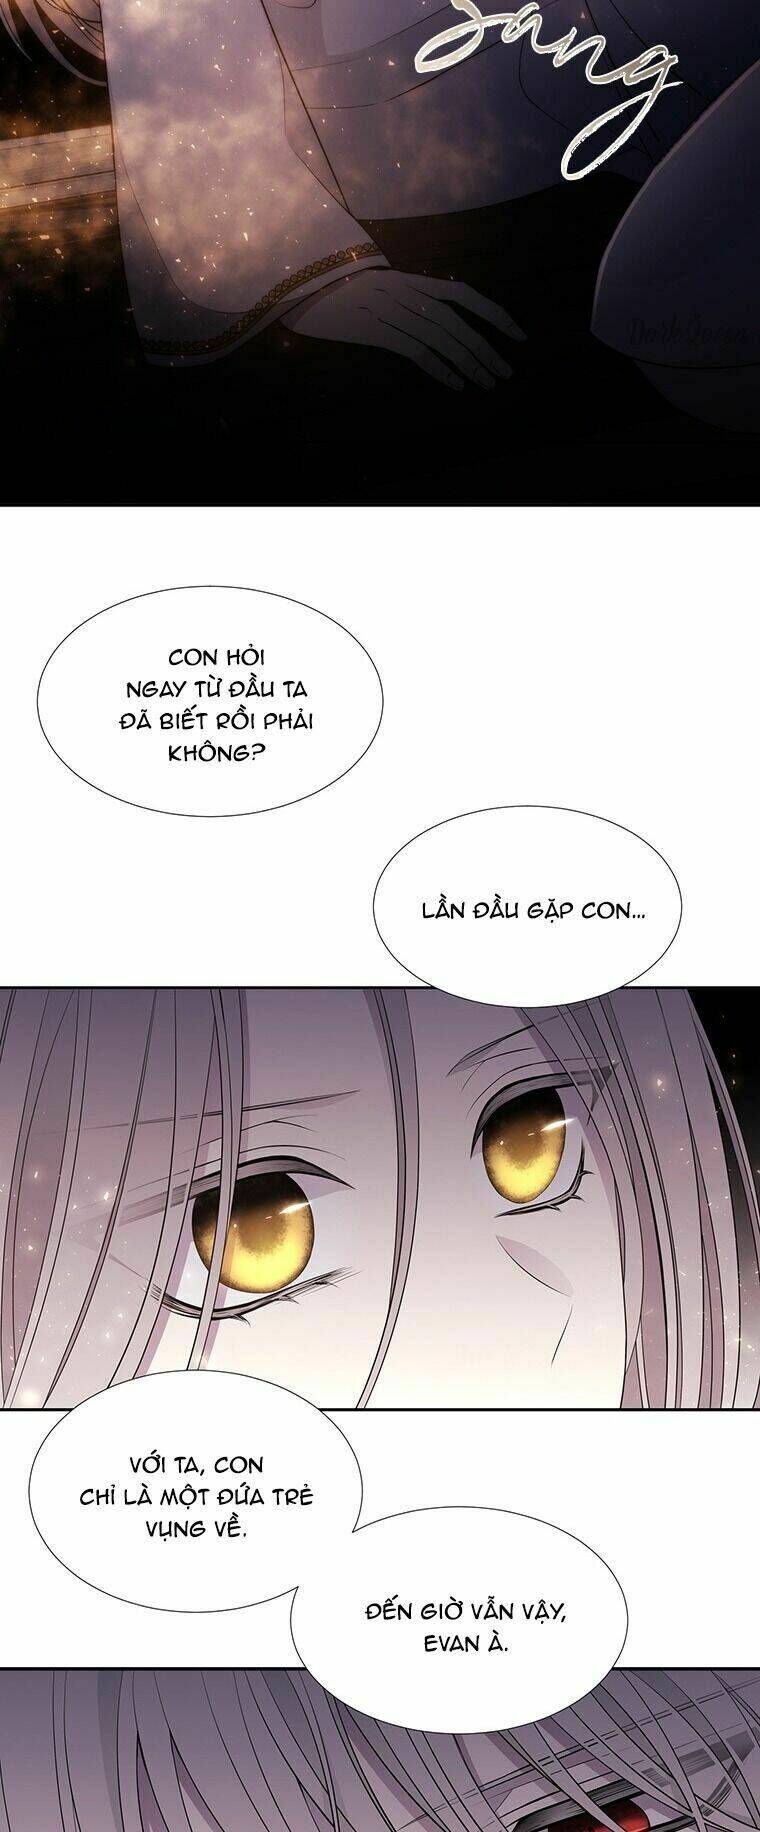 Sang
CON HỎI
NGAY TỪ ĐẦU TA
ĐÃ BIẾT RỒI PHẢI
KHÔNG?
LẦN ĐẦU GẶP CON...
VỚI TA, CON
CHỈ LÀ MỘT ĐỨA TRẺ
VỤNG VỀ.
ĐẾN GIỜ VẪN VẬY,
EVAN À.